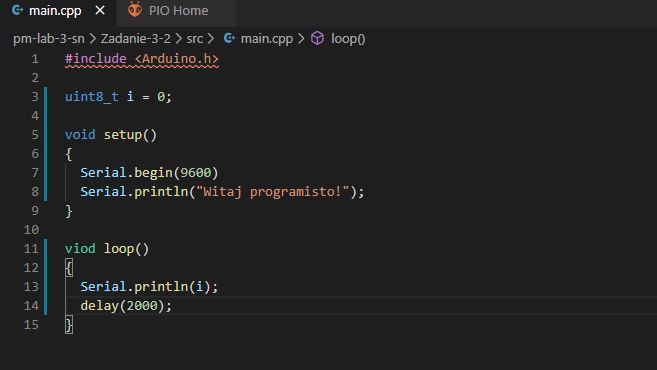 main.cpp PIO Home
pm-lab-3-sn > Zadanie-3-2 > src > main.cpp > loop()
1 #include <Arduino.h>
2
3 uint8_t i = 0;
4
5 void setup()
6 {
7 Serial.begin(9600)
8 Serial.println("Witaj programisto!");
9 }
10
11 viod loop()
12 {
13 Serial.println(i);
14 delay(2000);
15 }